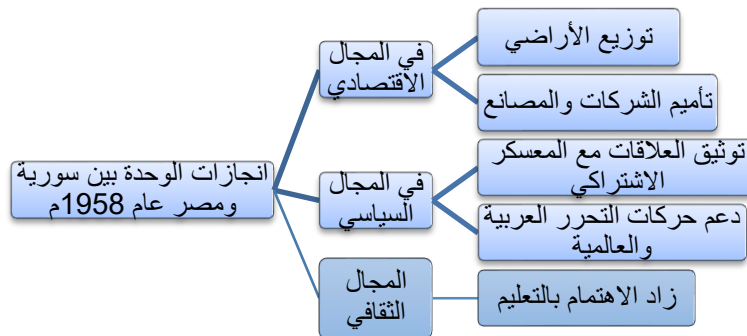 انجازات الوحدة بين سورية
ومصر عام 1958م
في المجال
الاقتصادي
توزيع الأراضي
تأميم الشركات والمصانع
في المجال
السياسي
توثيق العلاقات مع المعسكر
الاشتراكي
دعم حركات التحرر العربية
والعالمية
المجال
الثقافي
زاد الاهتمام بالتعليم